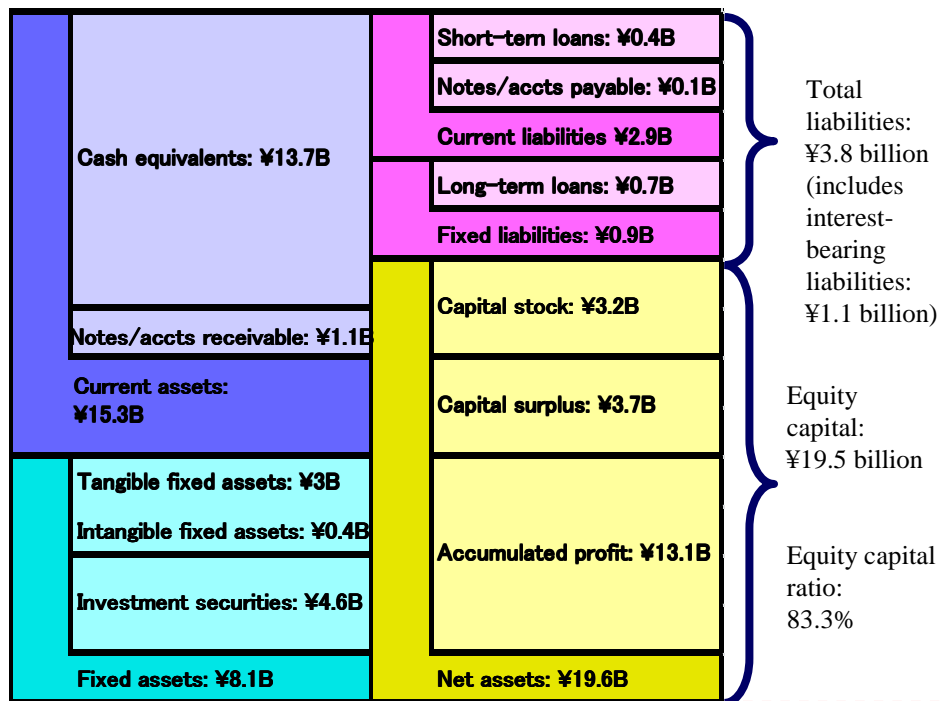 Cash equivalents: ¥13.7B
Notes/accts receivable: ¥1.1B
Current assets:
¥15.3B
Tangible fixed assets: ¥3B
Intangible fixed assets: ¥0.4B
Investment securities: ¥4.6B
Fixed assets: ¥8.1B
Short-term loans: ¥0.4B
Notes/accts payable: ¥0.1B
Current liabilities ¥2.9B
Long-term loans: ¥0.7B
Fixed liabilities: ¥0.9B
Capital stock: ¥3.2B
Capital surplus: ¥3.7B
Accumulated profit: ¥13.1B
Net assets: ¥19.6B
Total
liabilities:
¥3.8 billion
(includes
interest-
bearing
liabilities:
¥1.1 billion)
Equity
capital:
¥19.5 billion
Equity capital
ratio:
83.3%